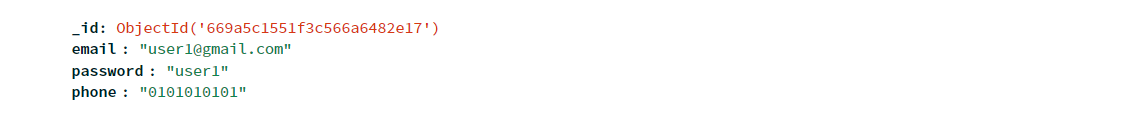 _id: ObjectId('669a5c1551f3c566a6482e17')
email : "user1@gmail.com"
password : "user1"
phone : "0101010101"